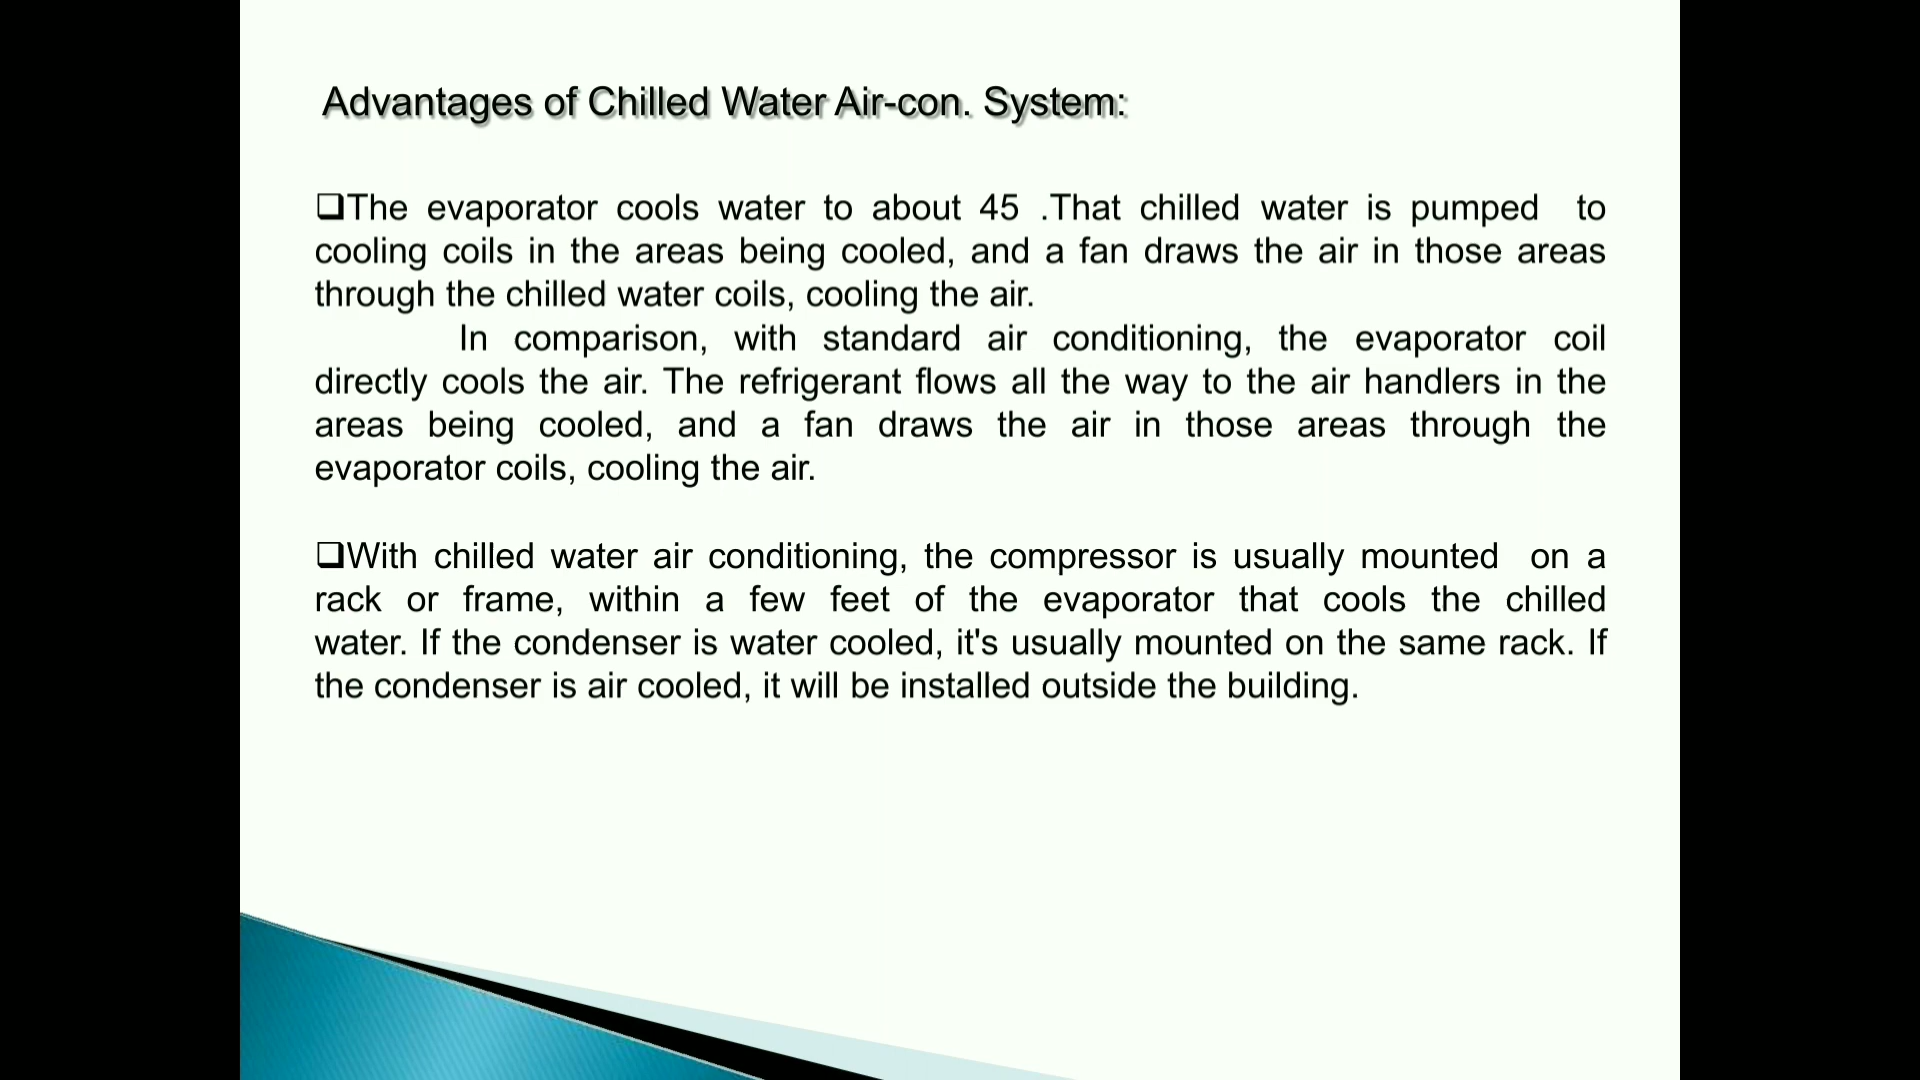 Advantages of Chilled Water Air-con. System:
❑The evaporator cools water to about 45 .That chilled water is pumped to
cooling coils in the areas being cooled, and a fan draws the air in those areas
through the chilled water coils, cooling the air.
In comparison, with standard air conditioning, the evaporator coil
directly cools the air. The refrigerant flows all the way to the air handlers in the
areas being cooled, and a fan draws the air in those areas through the
evaporator coils, cooling the air.
❑With chilled water air conditioning, the compressor is usually mounted on a
rack or frame, within a few feet of the evaporator that cools the chilled
water. If the condenser is water cooled, it's usually mounted on the same rack. If
the condenser is air cooled, it will be installed outside the building.